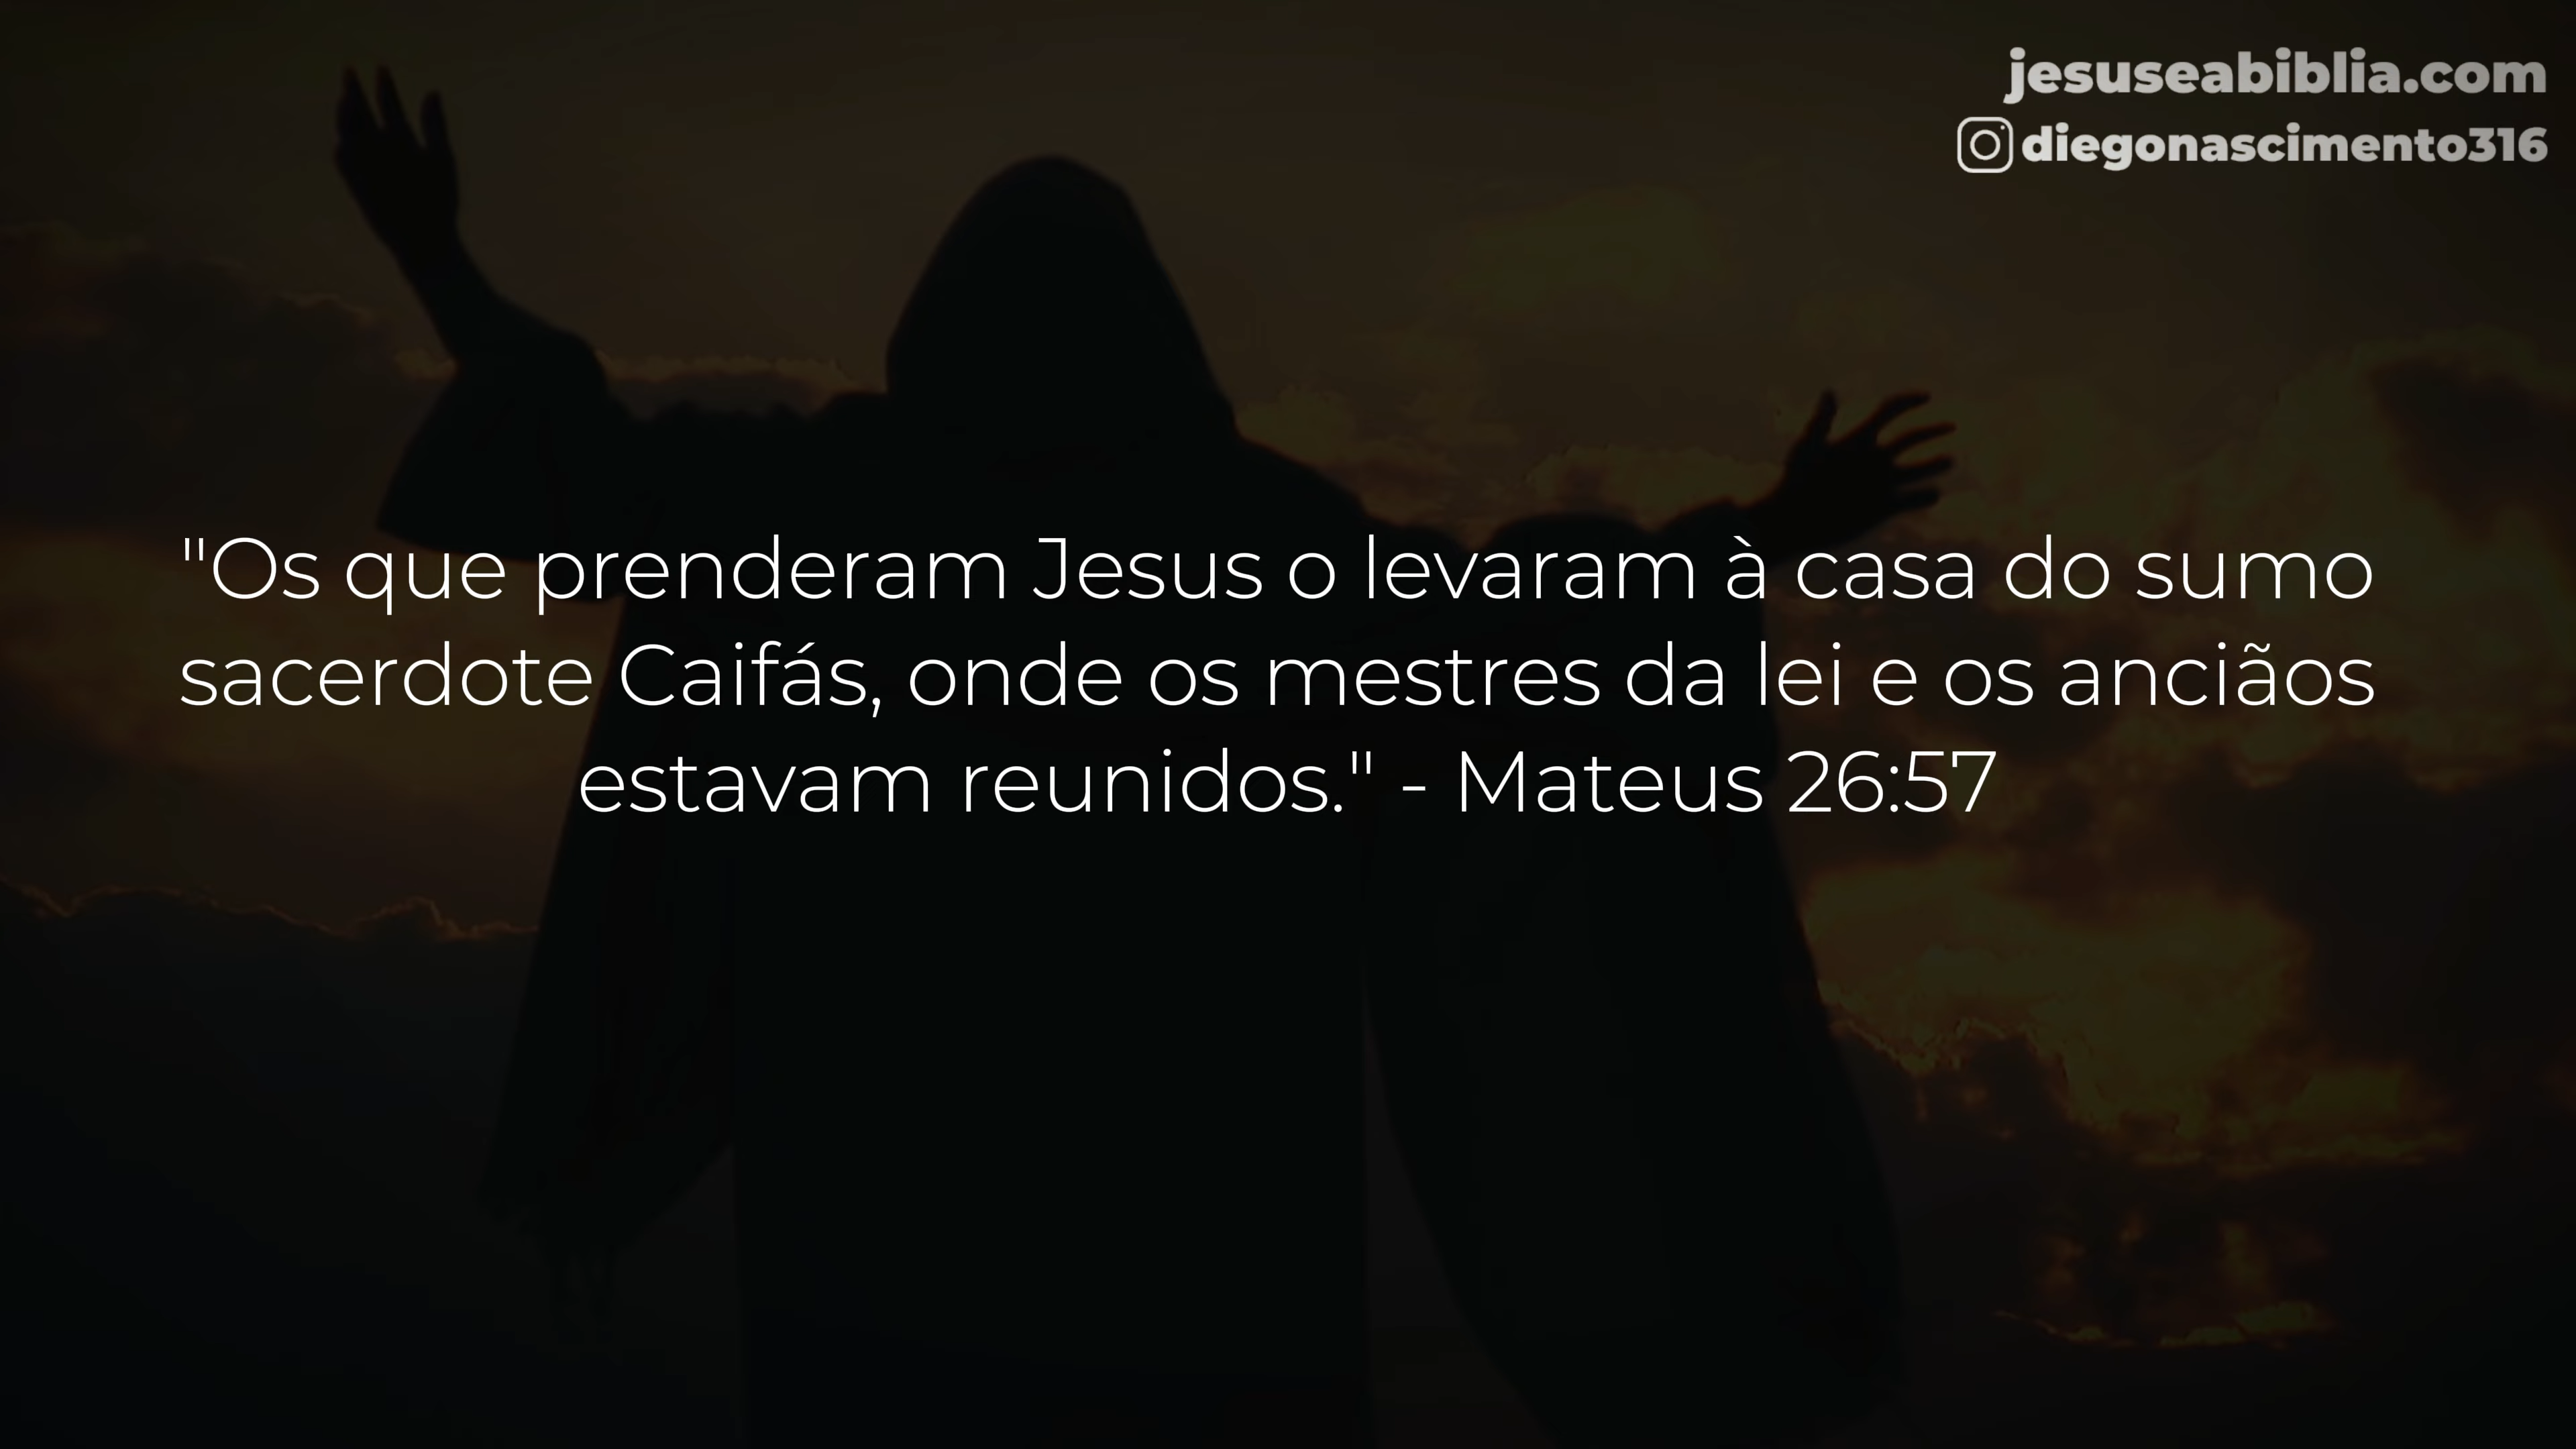 jesuseabiblia.com
diegonascimento316
"Os que prenderam Jesus o levaram à casa do sumo
sacerdote Caifás, onde os mestres da lei e os anciãos
estavam reunidos." - Mateus 26:57